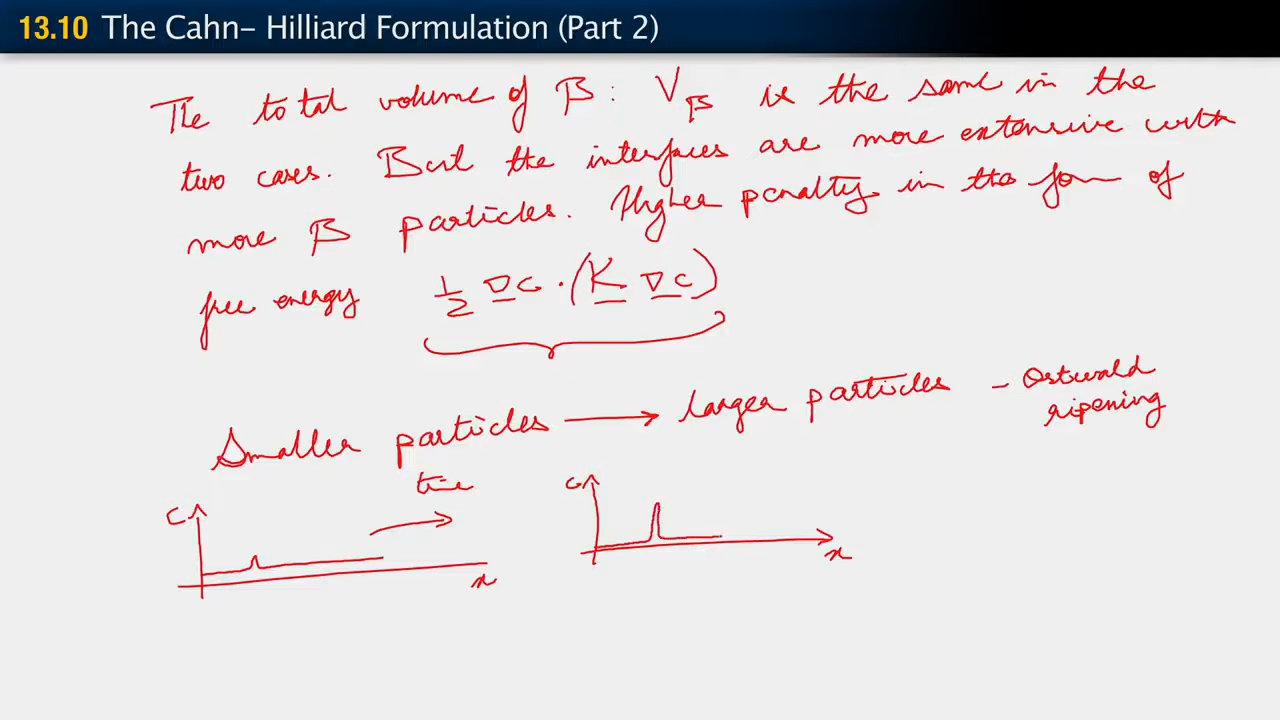 13.10 The Cahn– Hilliard Formulation (Part 2)
The total volume of β : V_β is the same in the
two cases. But the interfaces are more extensive with
more β particles. Higher penalty in the form of
free energy ½ ∇c · (K ∇c)
Smaller particles → larger particles – Ostwald
ripening
time
c
x
c
x